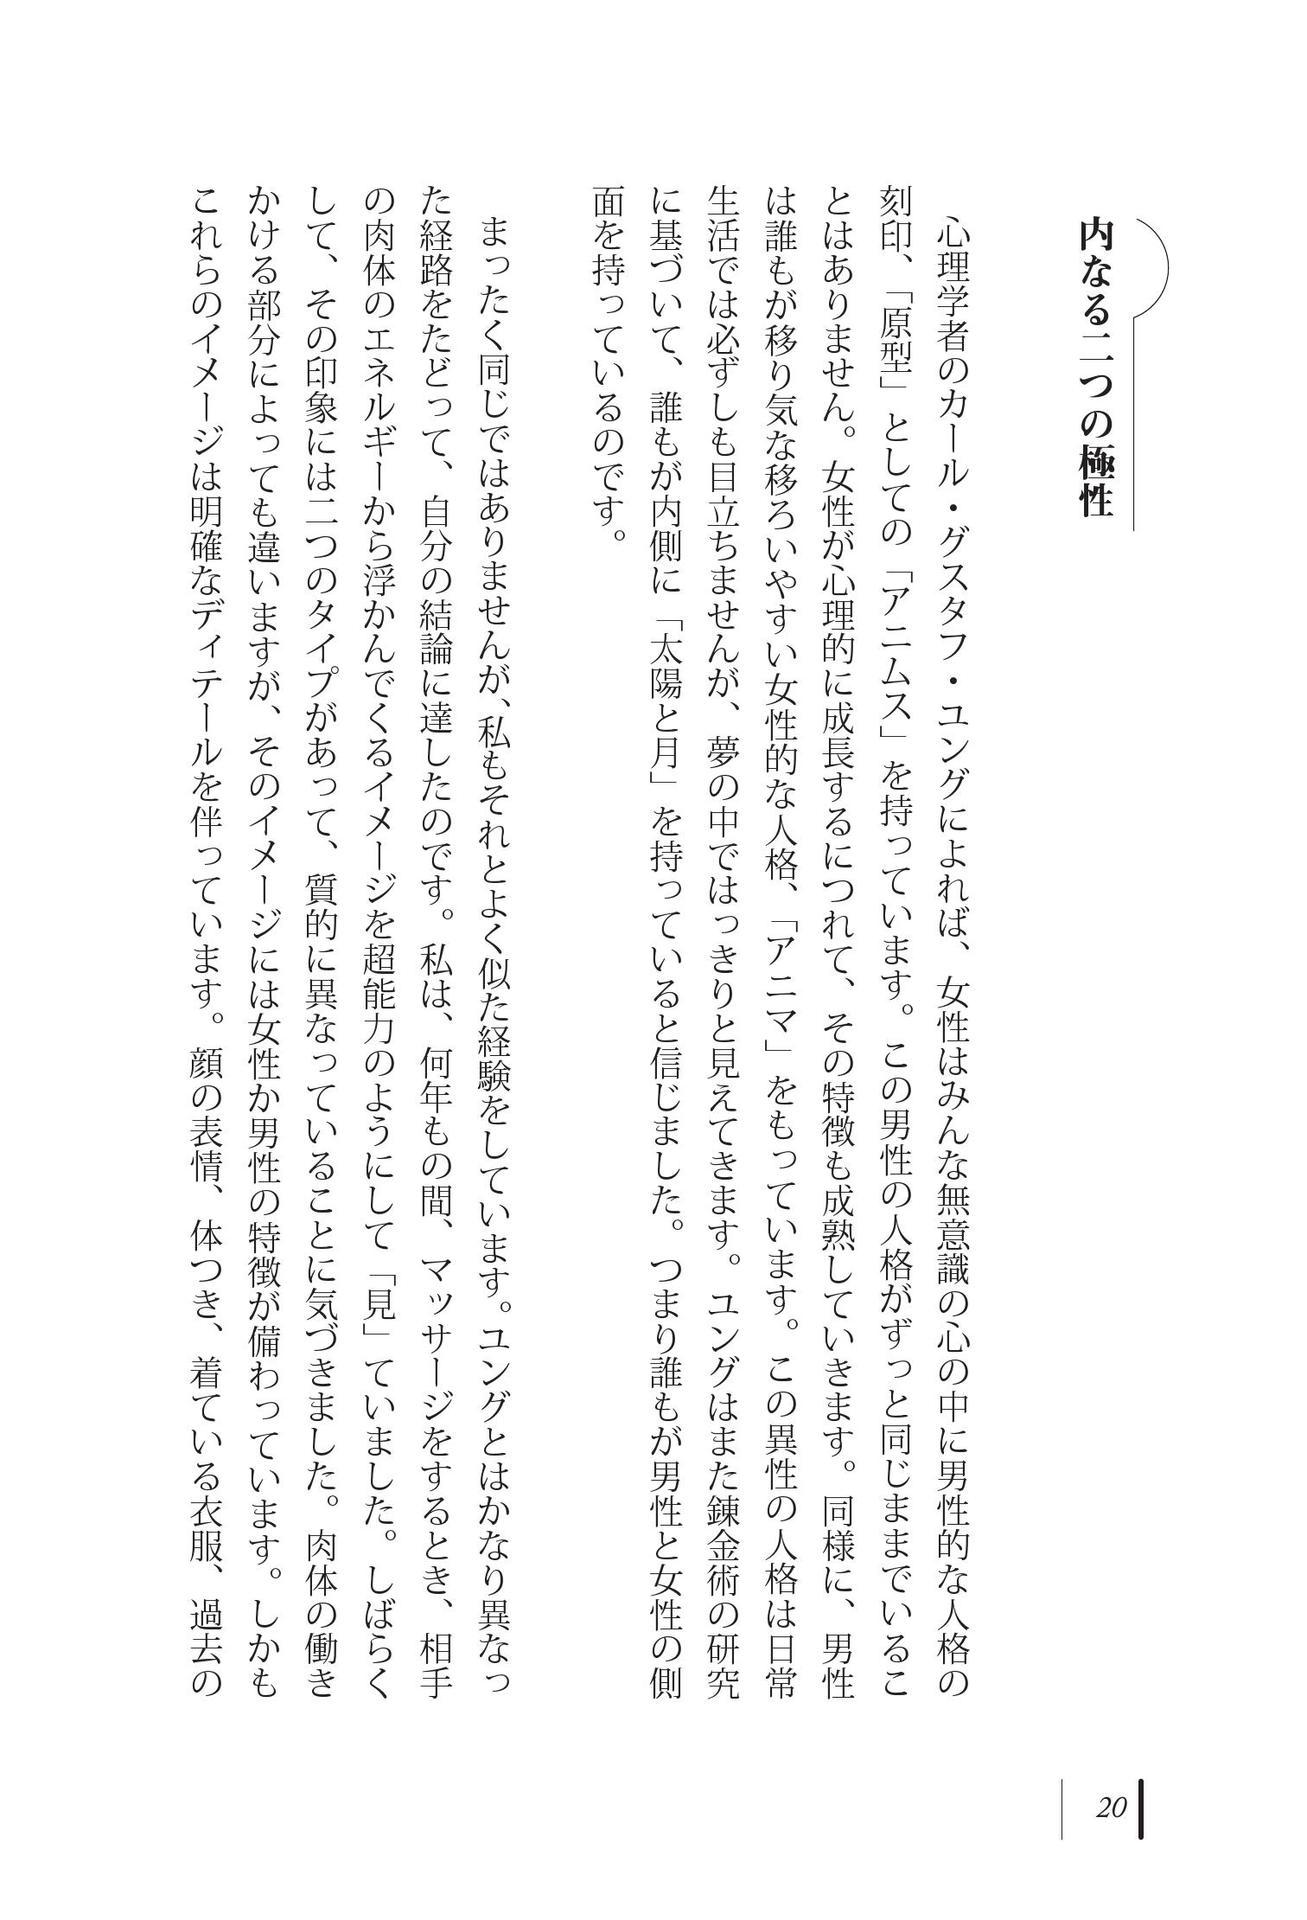 内なる二つの極性
心理学者のカール・グスタフ・ユングによれば、女性はみんな無意識の心の中に男性的な人格の
刻印、「原型」としての「アニムス」を持っています。この男性の人格がずっと同じままでいるこ
とはありません。女性が心理的に成長するにつれて、その特徴も成熟していきます。同様に、男性
は誰もが移り気な移ろいやすい女性的な人格、「アニマ」をもっています。この異性の人格は日常
生活では必ずしも目立ちませんが、夢の中ではっきりと見えてきます。ユングはまた錬金術の研究
に基づいて、誰もが内側に「太陽と月」を持っていると信じました。つまり誰もが男性と女性の側
面を持っているのです。
まったく同じではありませんが、私もそれとよく似た経験をしています。ユングとはかなり異なっ
た経路をたどって、自分の結論に達したのです。私は、何年もの間、マッサージをするとき、相手
の肉体のエネルギーから浮かんでくるイメージを超能力のようにして「見」ていました。しばらく
して、その印象には二つのタイプがあって、質的に異なっていることに気づきました。肉体の働き
かける部分によっても違いますが、そのイメージには女性か男性の特徴が備わっています。しかも
これらのイメージは明確なディテールを伴っています。顔の表情、体つき、着ている衣服、過去の
20